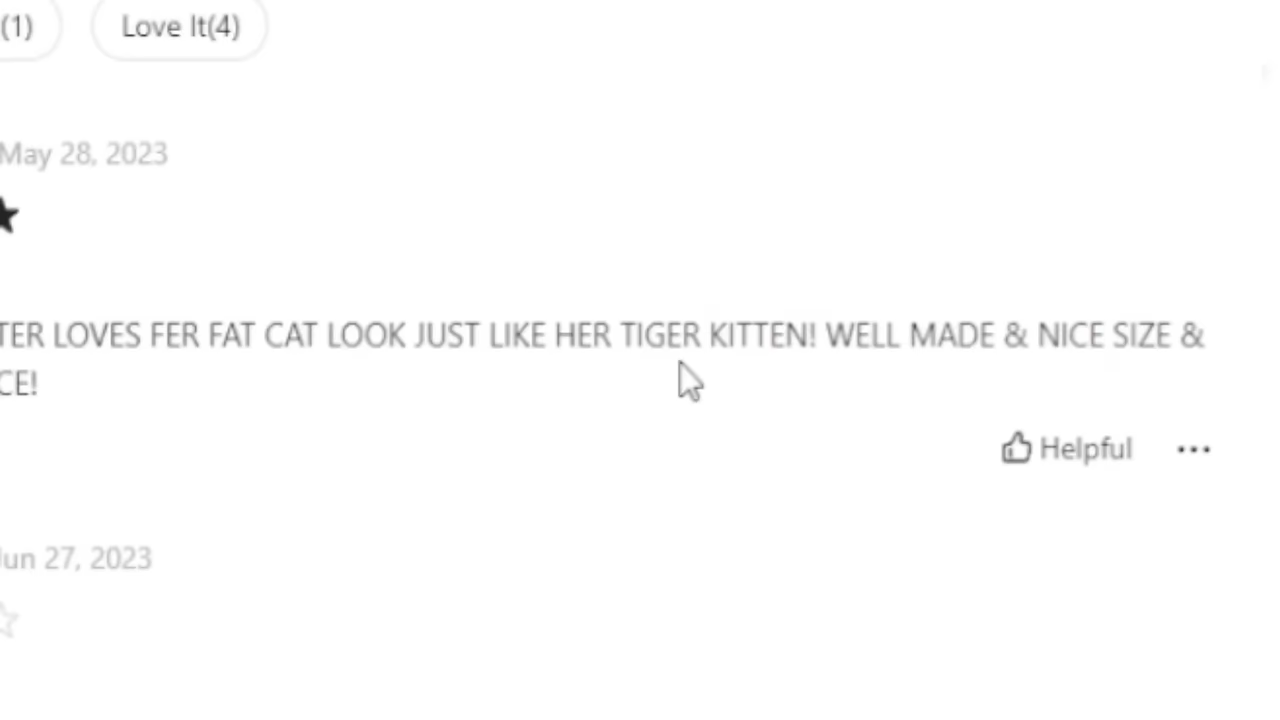 (1) Love It(4)
May 28, 2023
TER LOVES FER FAT CAT LOOK JUST LIKE HER TIGER KITTEN! WELL MADE & NICE SIZE &
CE!
Helpful
Jun 27, 2023